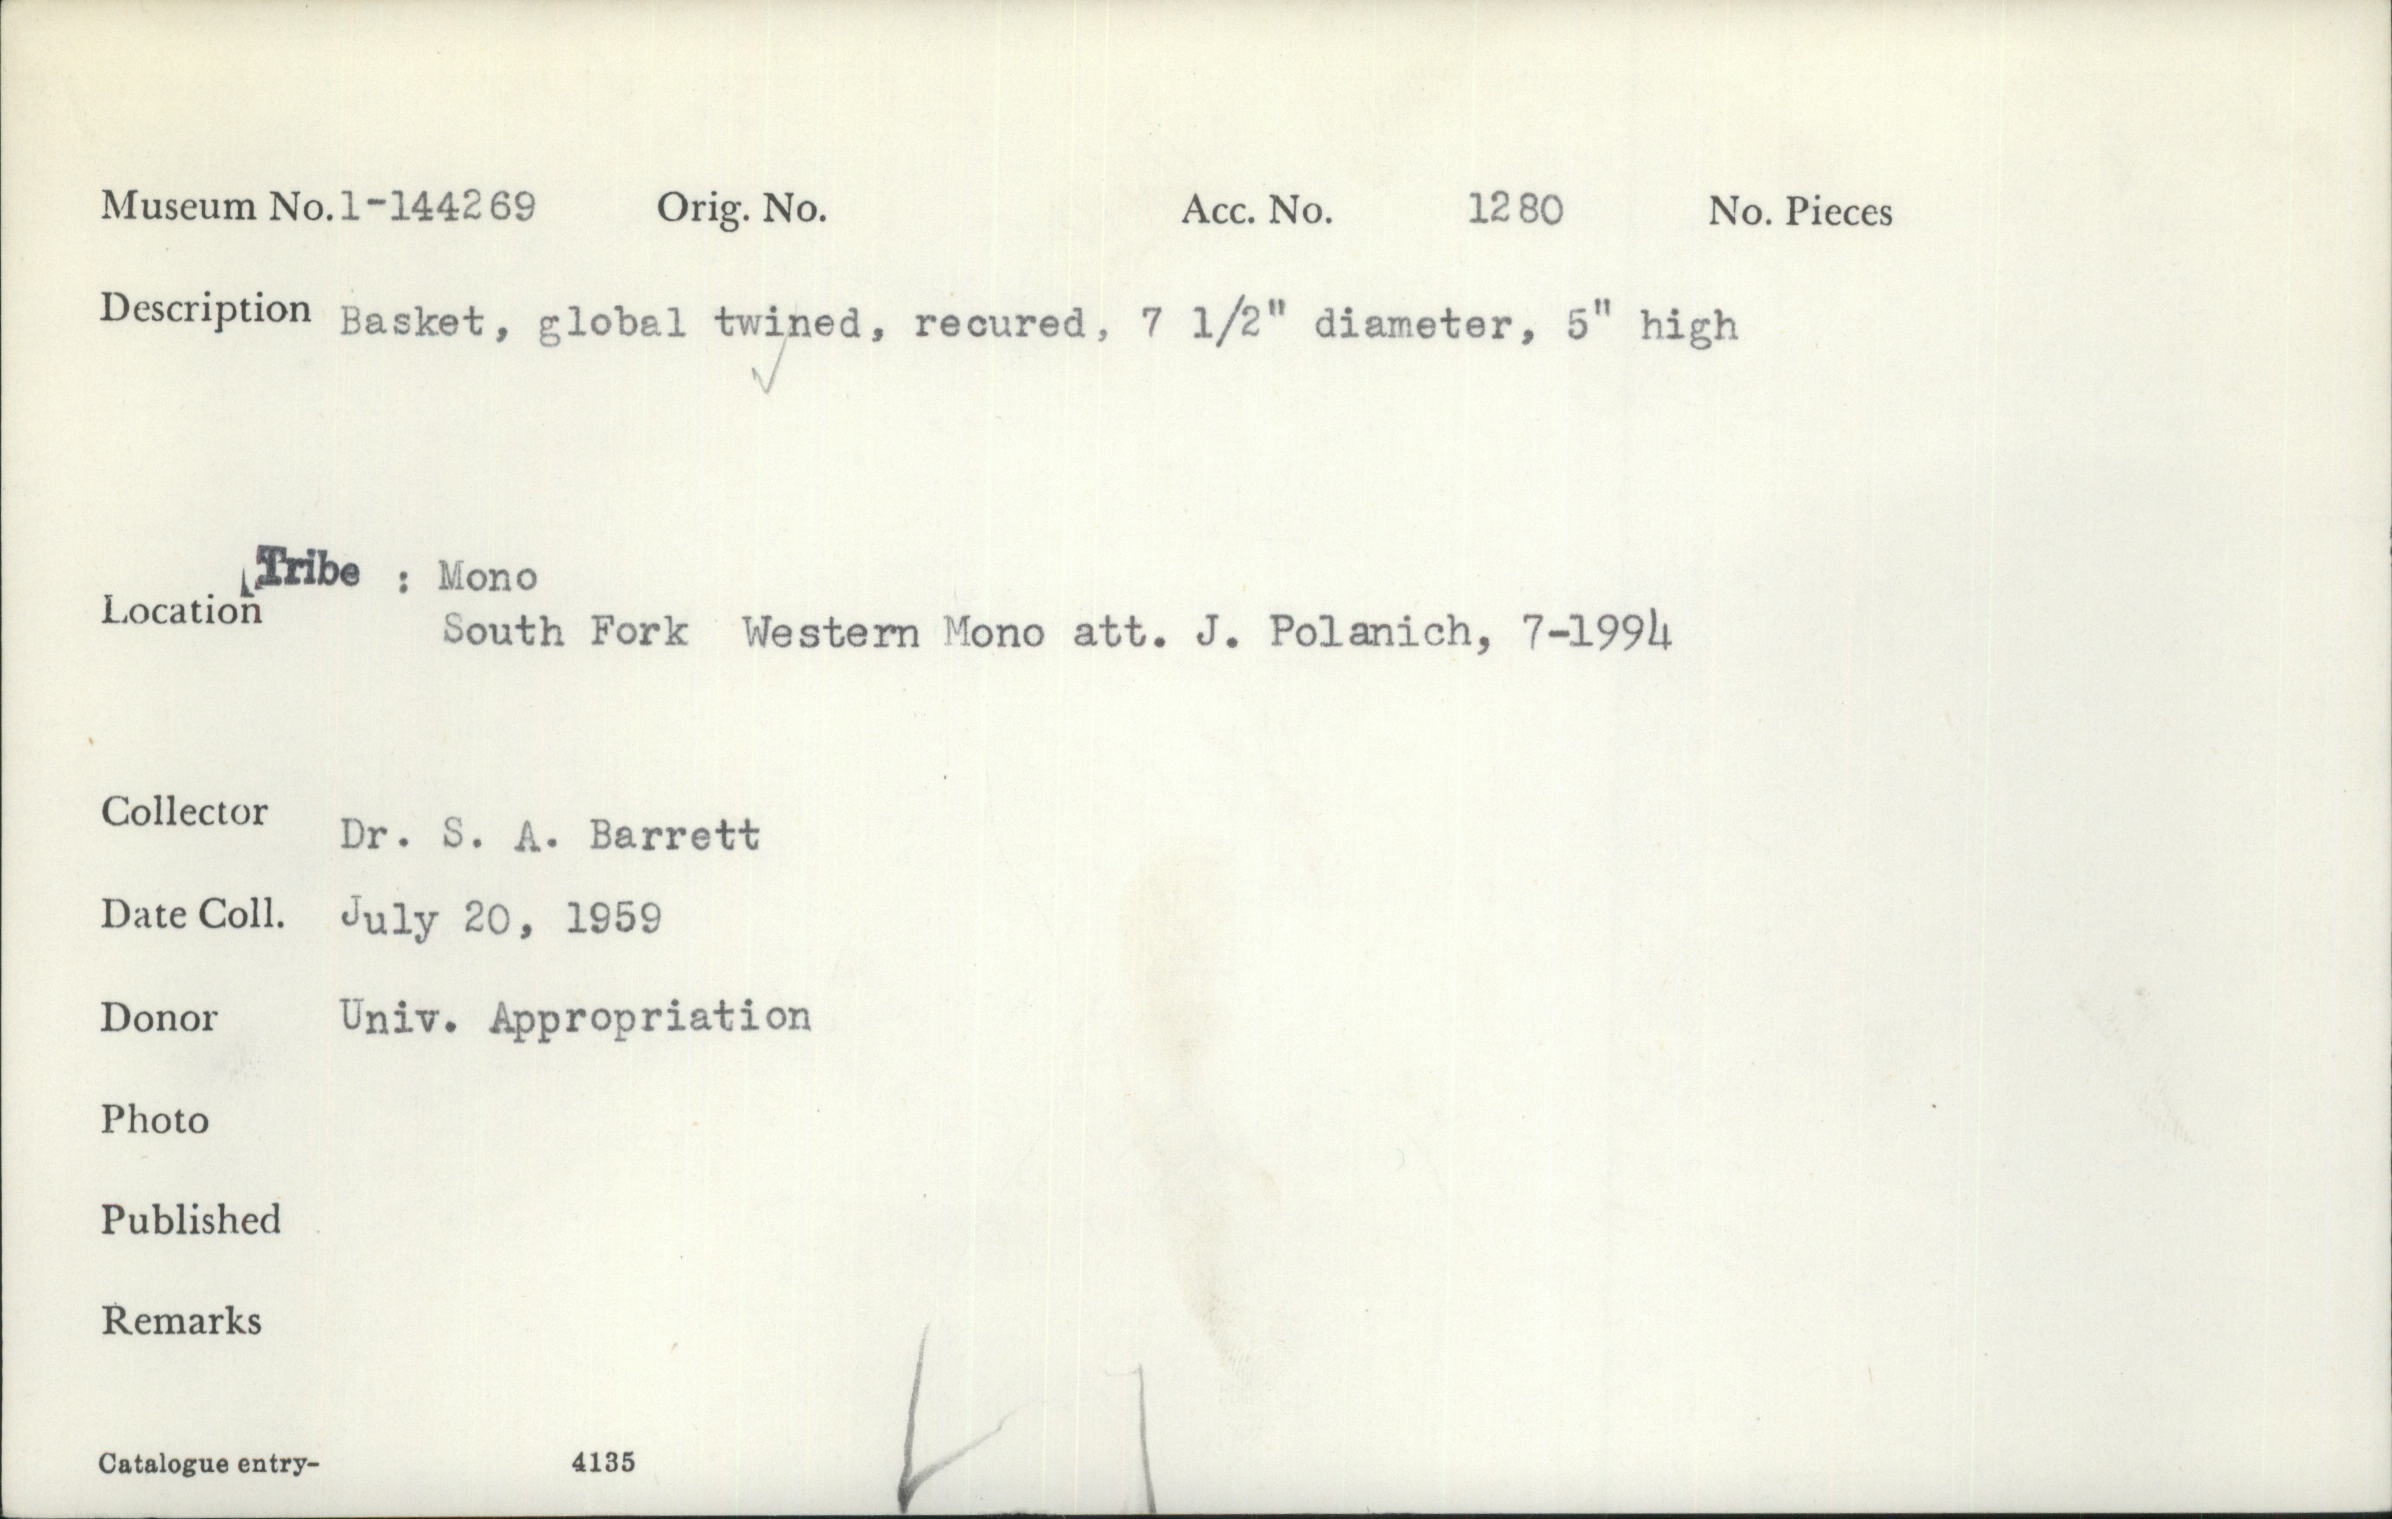 Museum No. 1-144269 Orig. No. Acc. No. 1280 No. Pieces
Description Basket, global twined, recured, 7 1/2" diameter, 5" high
Tribe : Mono
Location
South Fork Western Mono att. J. Polanich, 7-1994
Collector Dr. S. A. Barrett
Date Coll. July 20, 1959
Donor Univ. Appropriation
Photo
Published
Remarks
Catalogue entry- 4135